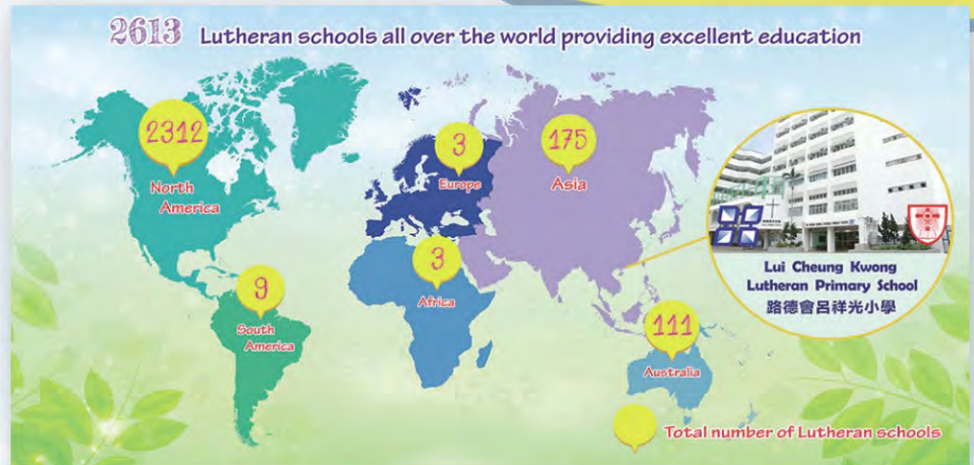 2613 Lutheran schools all over the world providing excellent education
2312
North
America
3
Europe
175
Asia
3
Africa
9
South
America
111
Australia
Lui Cheung Kwong
Lutheran Primary School
路德會呂祥光小學
Total number of Lutheran schools